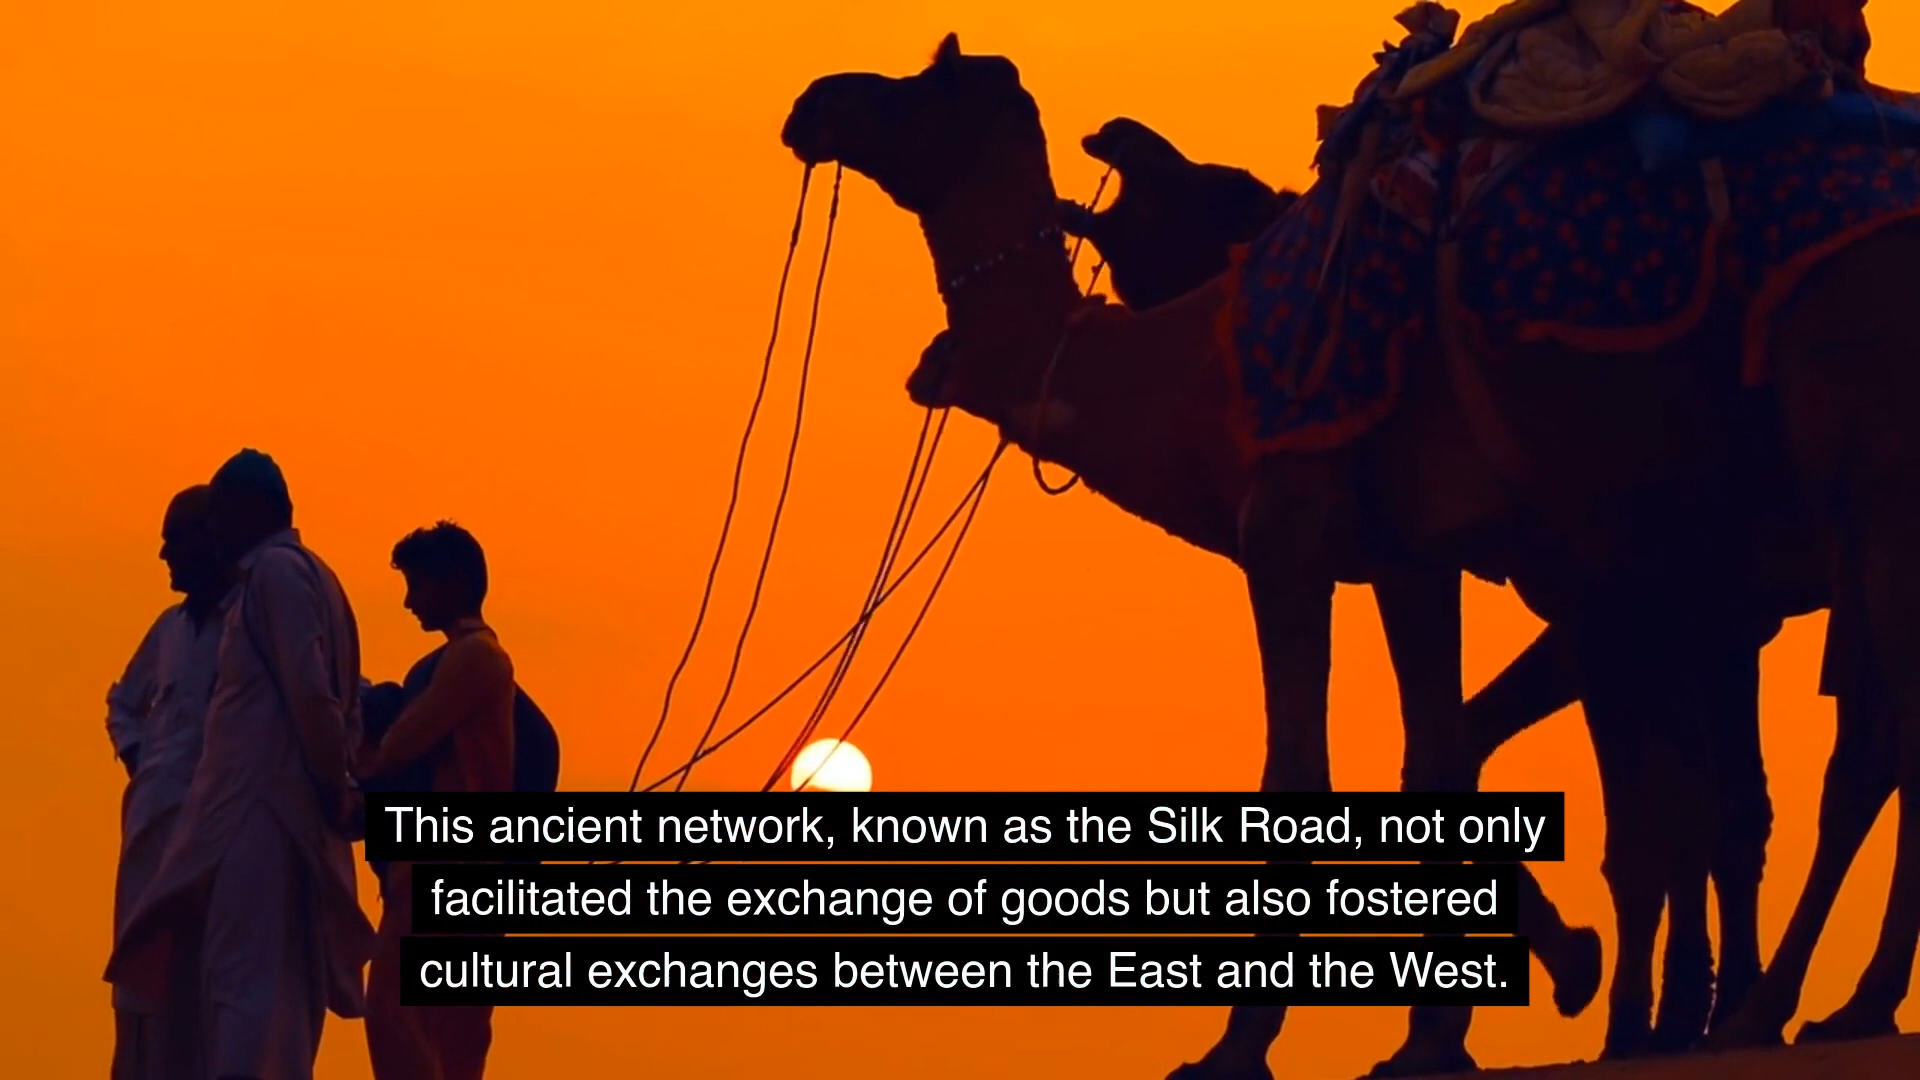 This ancient network, known as the Silk Road, not only
facilitated the exchange of goods but also fostered
cultural exchanges between the East and the West.